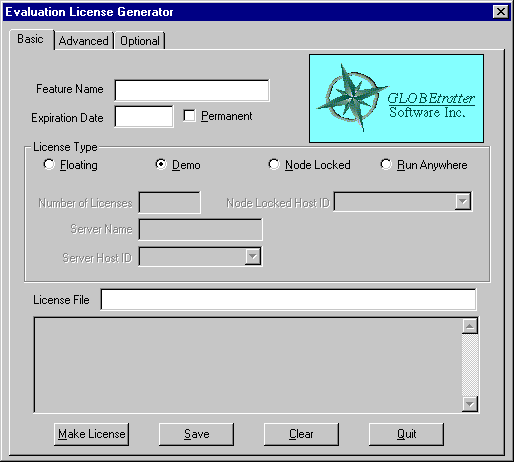 Evaluation License Generator
Basic Advanced Optional
Feature Name
Expiration Date Permanent
GLOBEtrotter
Software Inc.
License Type
Floating Demo Node Locked Run Anywhere
Number of Licenses Node Locked Host ID
Server Name
Server Host ID
License File
Make License Save Clear Quit